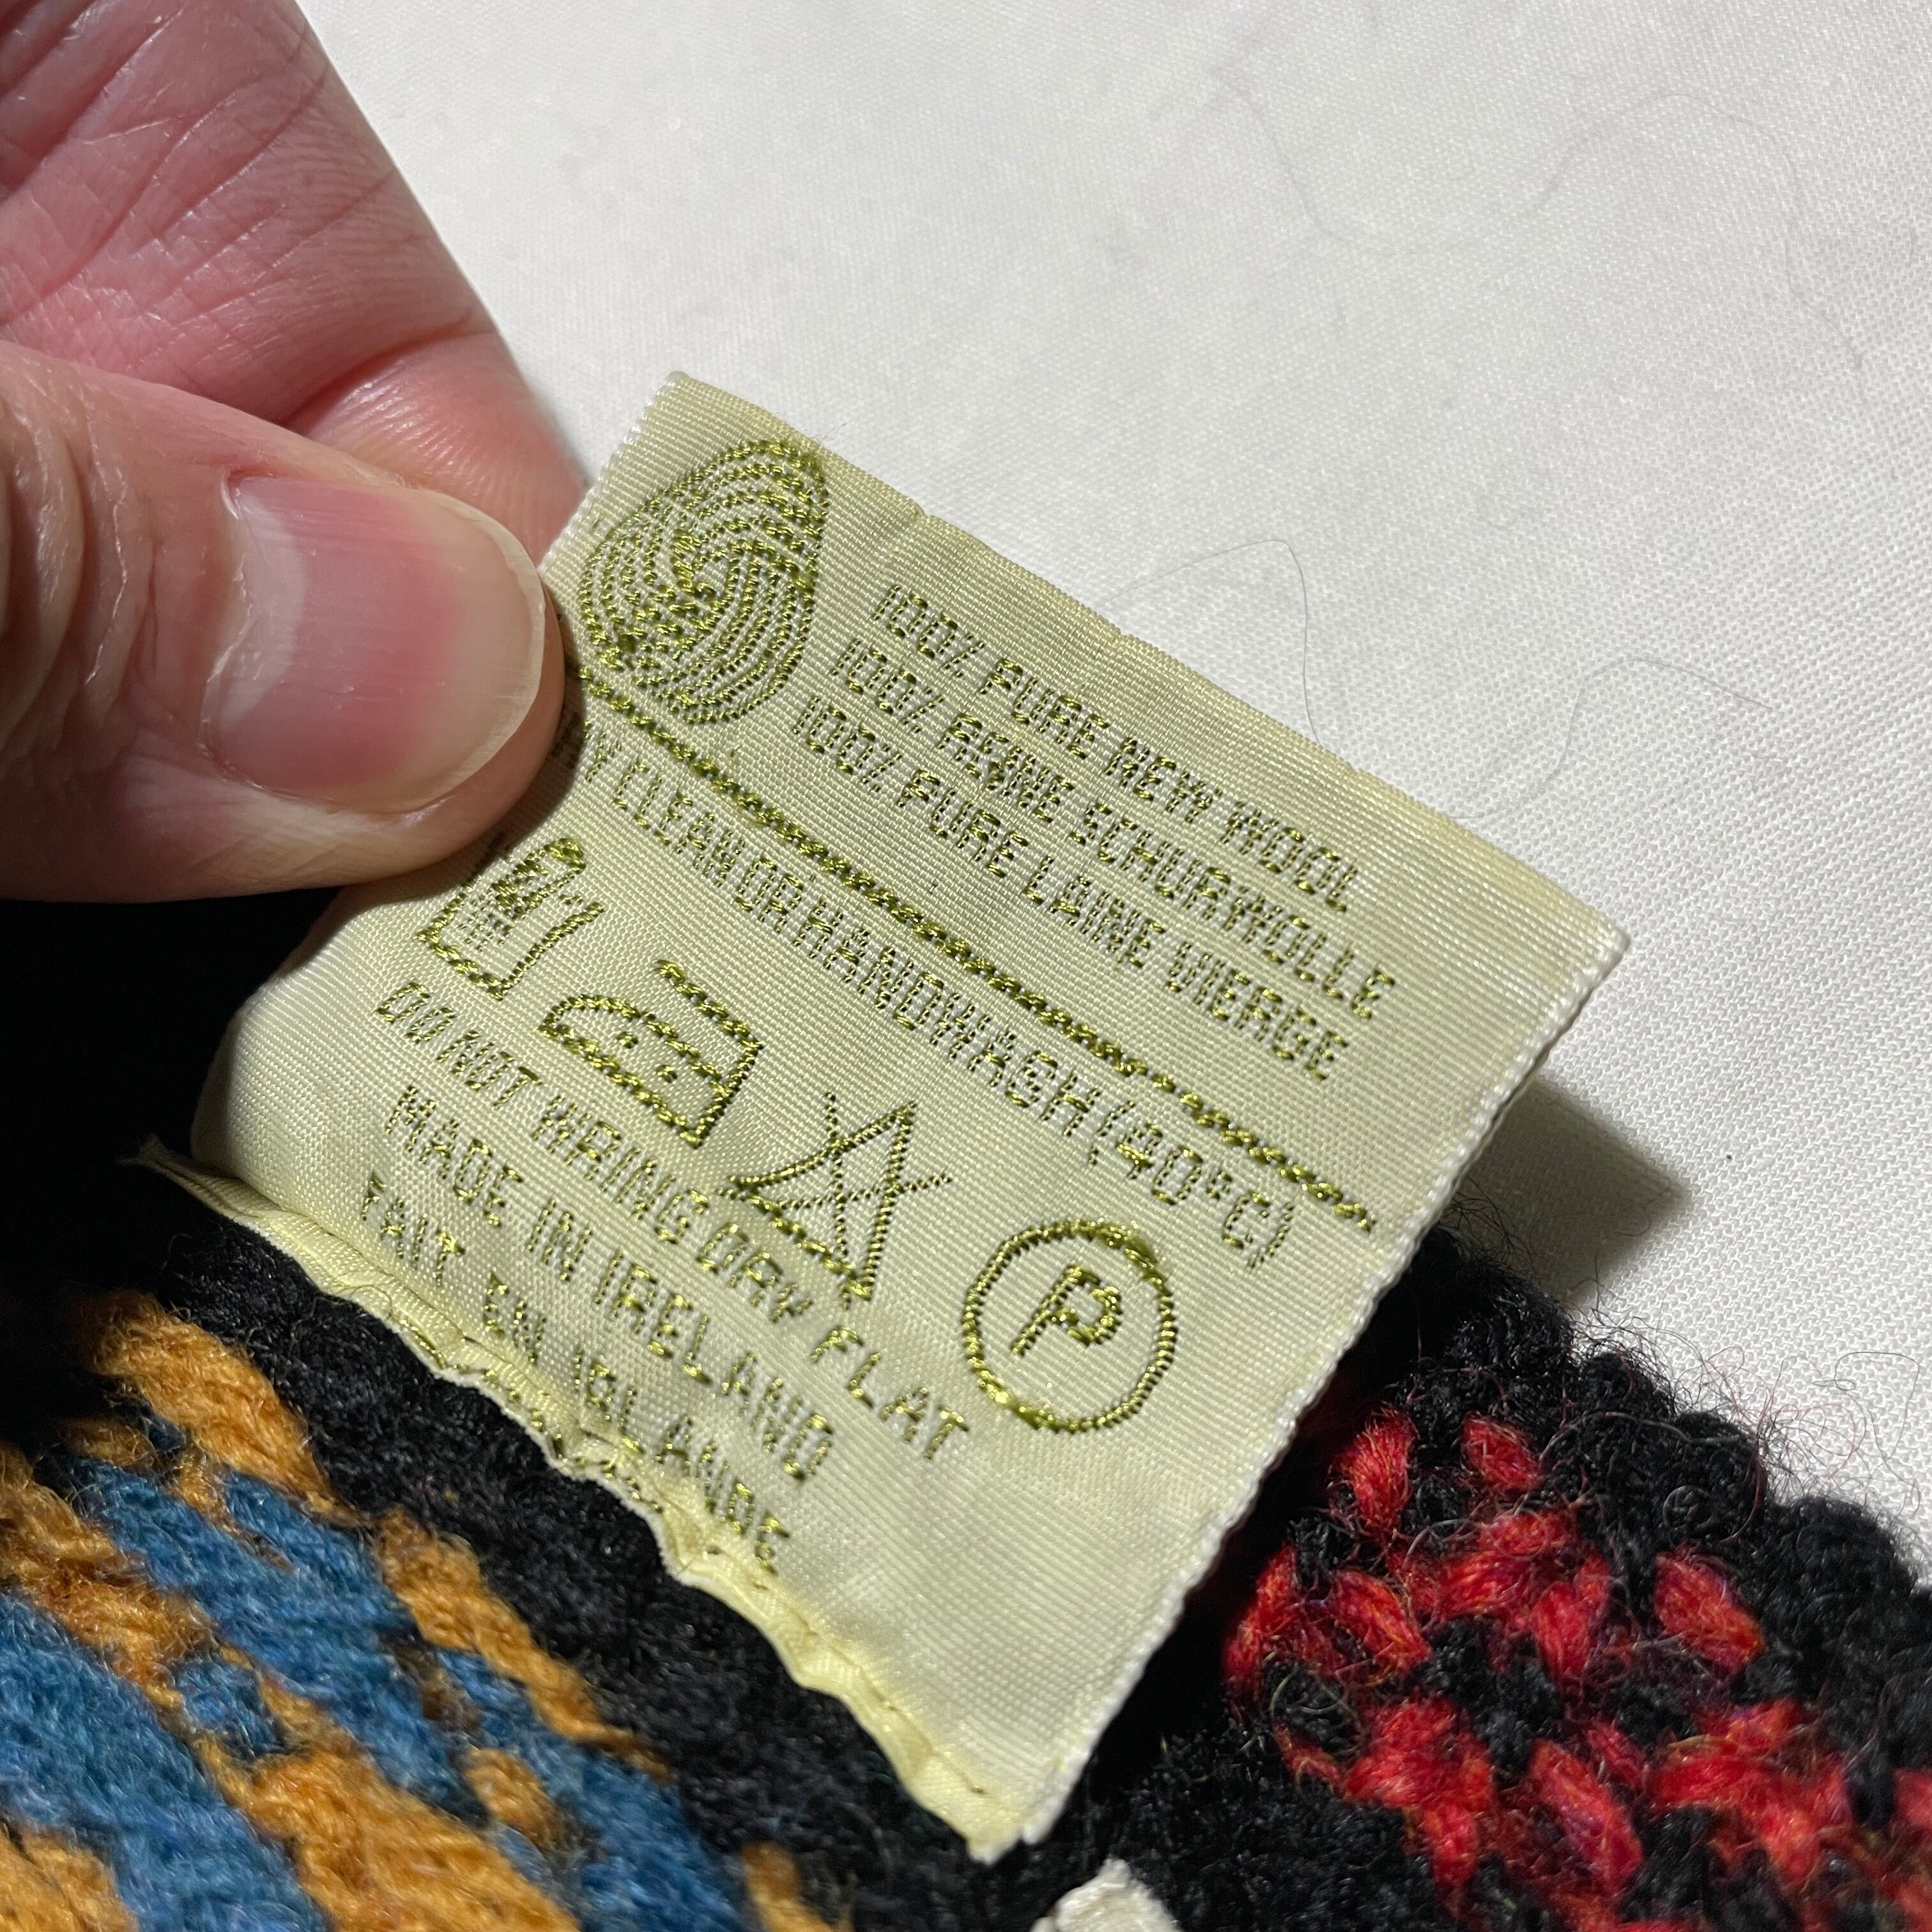 100% PURE NEW WOOL
100% REINE SCHURWOLLE
100% PURE LAINE VIERGE
CLEAN OR HANDWASH (40°C)
P
DO NOT WRING DRY FLAT
MADE IN IRELAND
FAIT EN IRLANDE